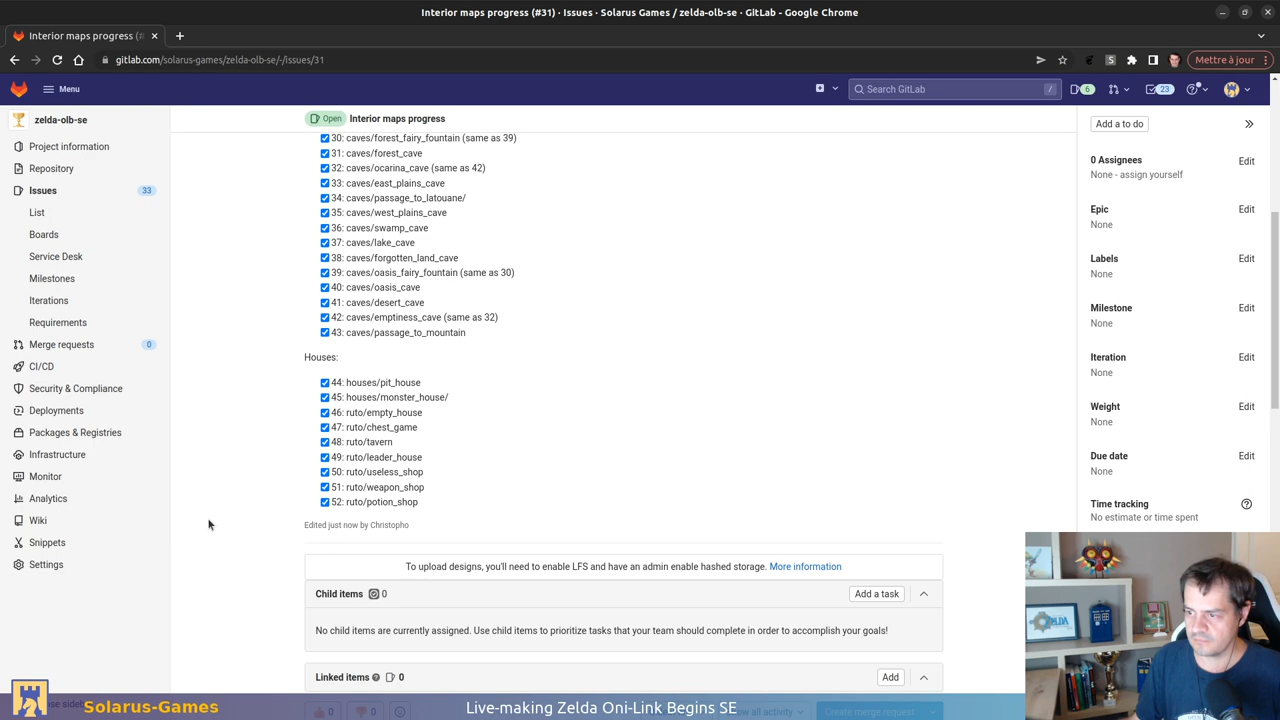 Interior maps progress (#31) · Issues · Solarus Games / zelda-olb-se · GitLab - Google Chrome
Interior maps progress (#
gitlab.com/solarus-games/zelda-olb-se/-/issues/31
Mettre à jour
Menu
Search GitLab
/
6
23
zelda-olb-se
Project information
Repository
Issues 33
List
Boards
Service Desk
Milestones
Iterations
Requirements
Merge requests 0
CI/CD
Security & Compliance
Deployments
Packages & Registries
Infrastructure
Monitor
Analytics
Wiki
Snippets
Settings
Open Interior maps progress
30: caves/forest_fairy_fountain (same as 39)
31: caves/forest_cave
32: caves/ocarina_cave (same as 42)
33: caves/east_plains_cave
34: caves/passage_to_latouane/
35: caves/west_plains_cave
36: caves/swamp_cave
37: caves/lake_cave
38: caves/forgotten_land_cave
39: caves/oasis_fairy_fountain (same as 30)
40: caves/oasis_cave
41: caves/desert_cave
42: caves/emptiness_cave (same as 32)
43: caves/passage_to_mountain
Houses:
44: houses/pit_house
45: houses/monster_house/
46: ruto/empty_house
47: ruto/chest_game
48: ruto/tavern
49: ruto/leader_house
50: ruto/useless_shop
51: ruto/weapon_shop
52: ruto/potion_shop
Edited just now by Christopho
To upload designs, you'll need to enable LFS and have an admin enable hashed storage. More information
Child items 0
Add a task
No child items are currently assigned. Use child items to prioritize tasks that your team should complete in order to accomplish your goals!
Linked items 0
Add
0
0
all activity
Create merge request
Add a to do
0 Assignees Edit
None - assign yourself
Epic Edit
None
Labels Edit
None
Milestone Edit
None
Iteration Edit
None
Weight Edit
None
Due date Edit
None
Time tracking
No estimate or time spent
ZELDA
Solarus-Games
Live-making Zelda Oni-Link Begins SE